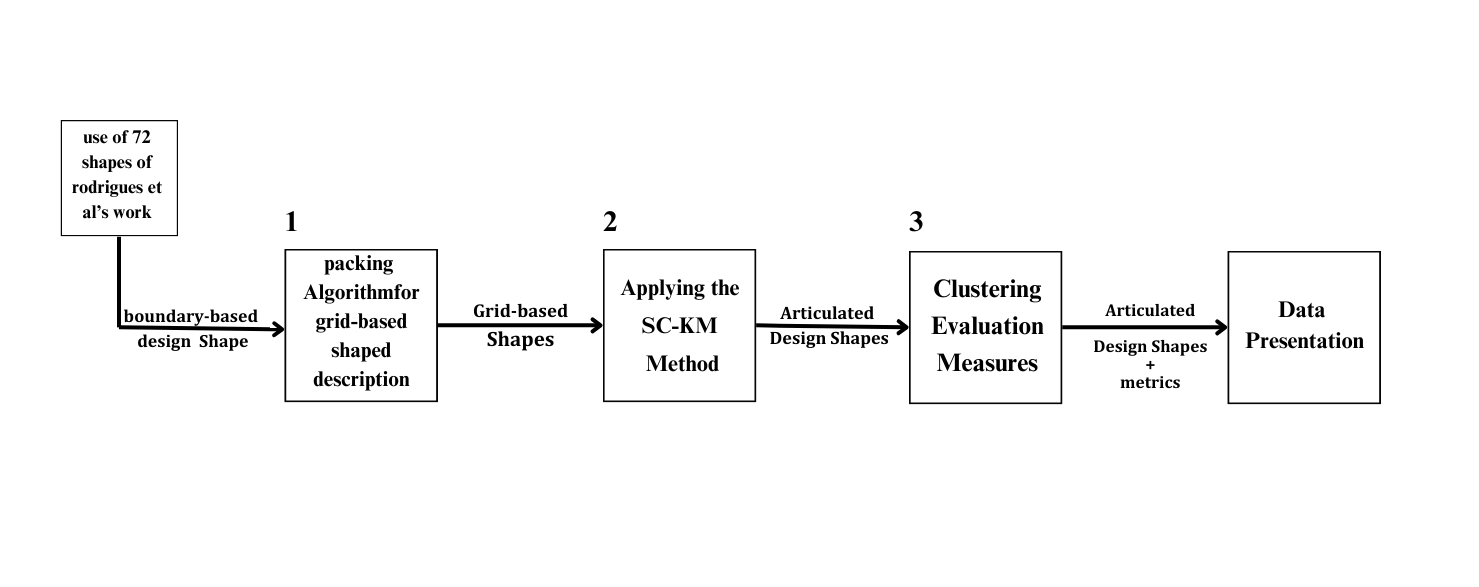 use of 72
shapes of
rodrigues et
al's work
boundary-based
design Shape
1
packing
Algorithmfor
grid-based
shaped
description
Grid-based
Shapes
2
Applying the
SC-KM
Method
Articulated
Design Shapes
3
Clustering
Evaluation
Measures
Articulated
Design Shapes
+
metrics
Data
Presentation